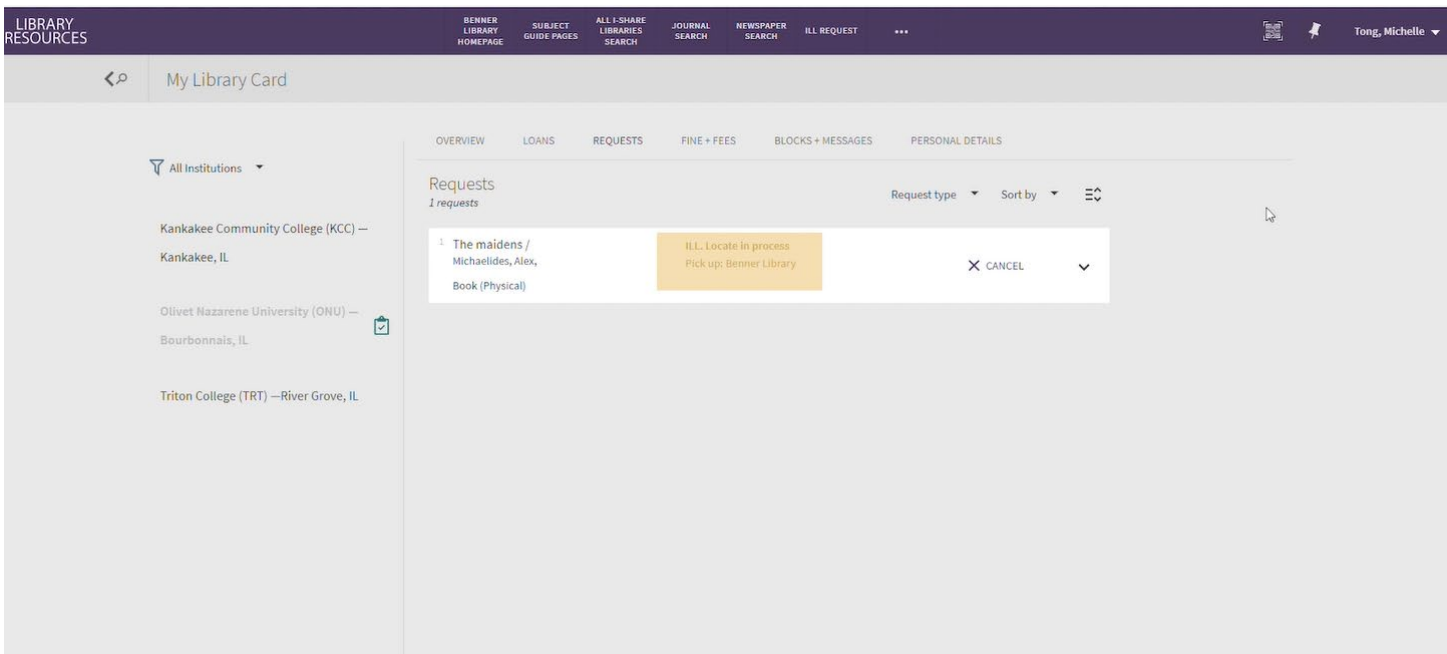 LIBRARY
RESOURCES
BENNER
LIBRARY
HOMEPAGE
SUBJECT
GUIDE PAGES
ALL I-SHARE
LIBRARIES
SEARCH
JOURNAL
SEARCH
NEWSPAPER
SEARCH
ILL REQUEST
•••
Tong, Michelle
My Library Card
All Institutions
Kankakee Community College (KCC) —
Kankakee, IL
Olivet Nazarene University (ONU) —
Bourbonnais, IL
Triton College (TRT) —River Grove, IL
OVERVIEW LOANS REQUESTS FINE + FEES BLOCKS + MESSAGES PERSONAL DETAILS
Requests
1 requests
Request type Sort by
1 The maidens /
Michaelides, Alex,
Book (Physical)
ILL. Locate in process
Pick up: Benner Library
CANCEL